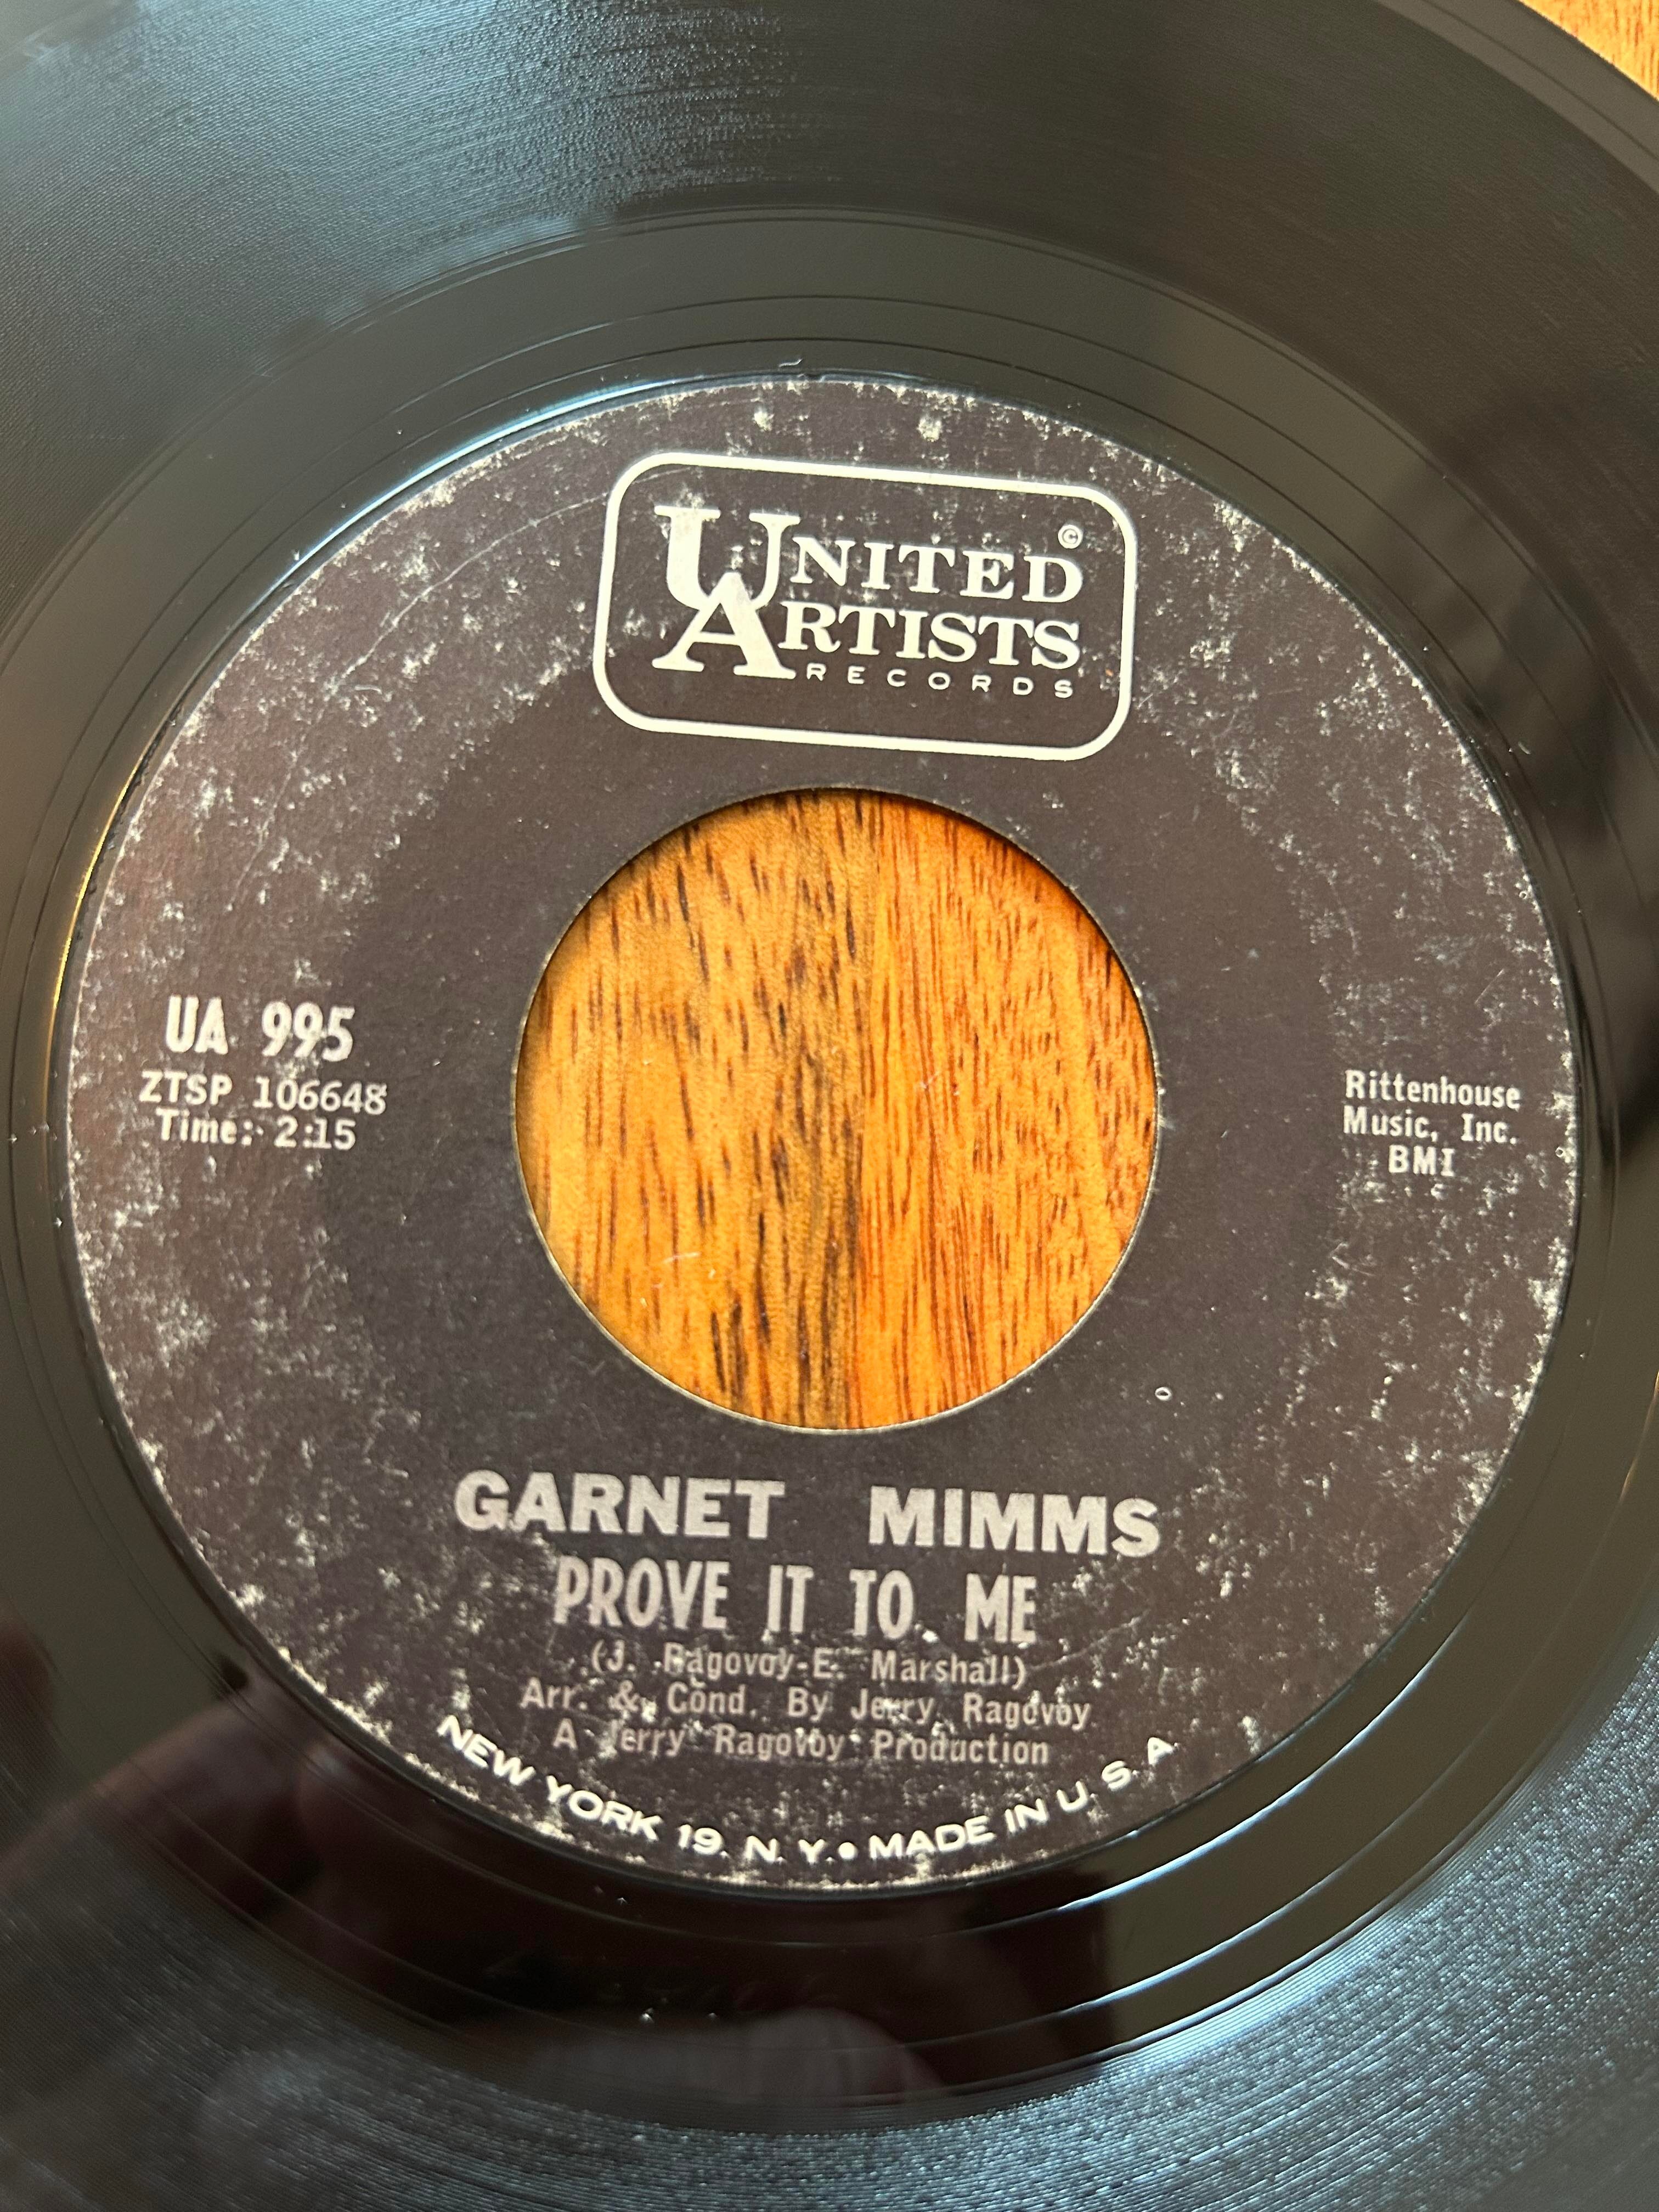 UNITED ©
ARTISTS
RECORDS
UA 995
ZTSP 106648
Time: 2:15
Rittenhouse
Music, Inc.
BMI
GARNET MIMMS
PROVE IT TO ME
(J. Ragovoy-E. Marshall)
Arr. & Cond. By Jerry Ragovoy
A Jerry Ragovoy Production
NEW YORK 19, N. Y. • MADE IN U. S. A.